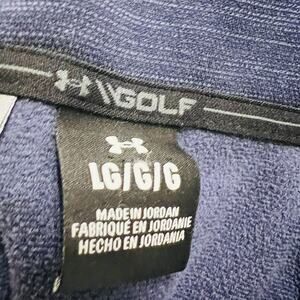 \\GOLF
LG/G/G
MADE IN JORDAN
FABRIQUÉ EN JORDANIE
HECHO EN JORDANIA